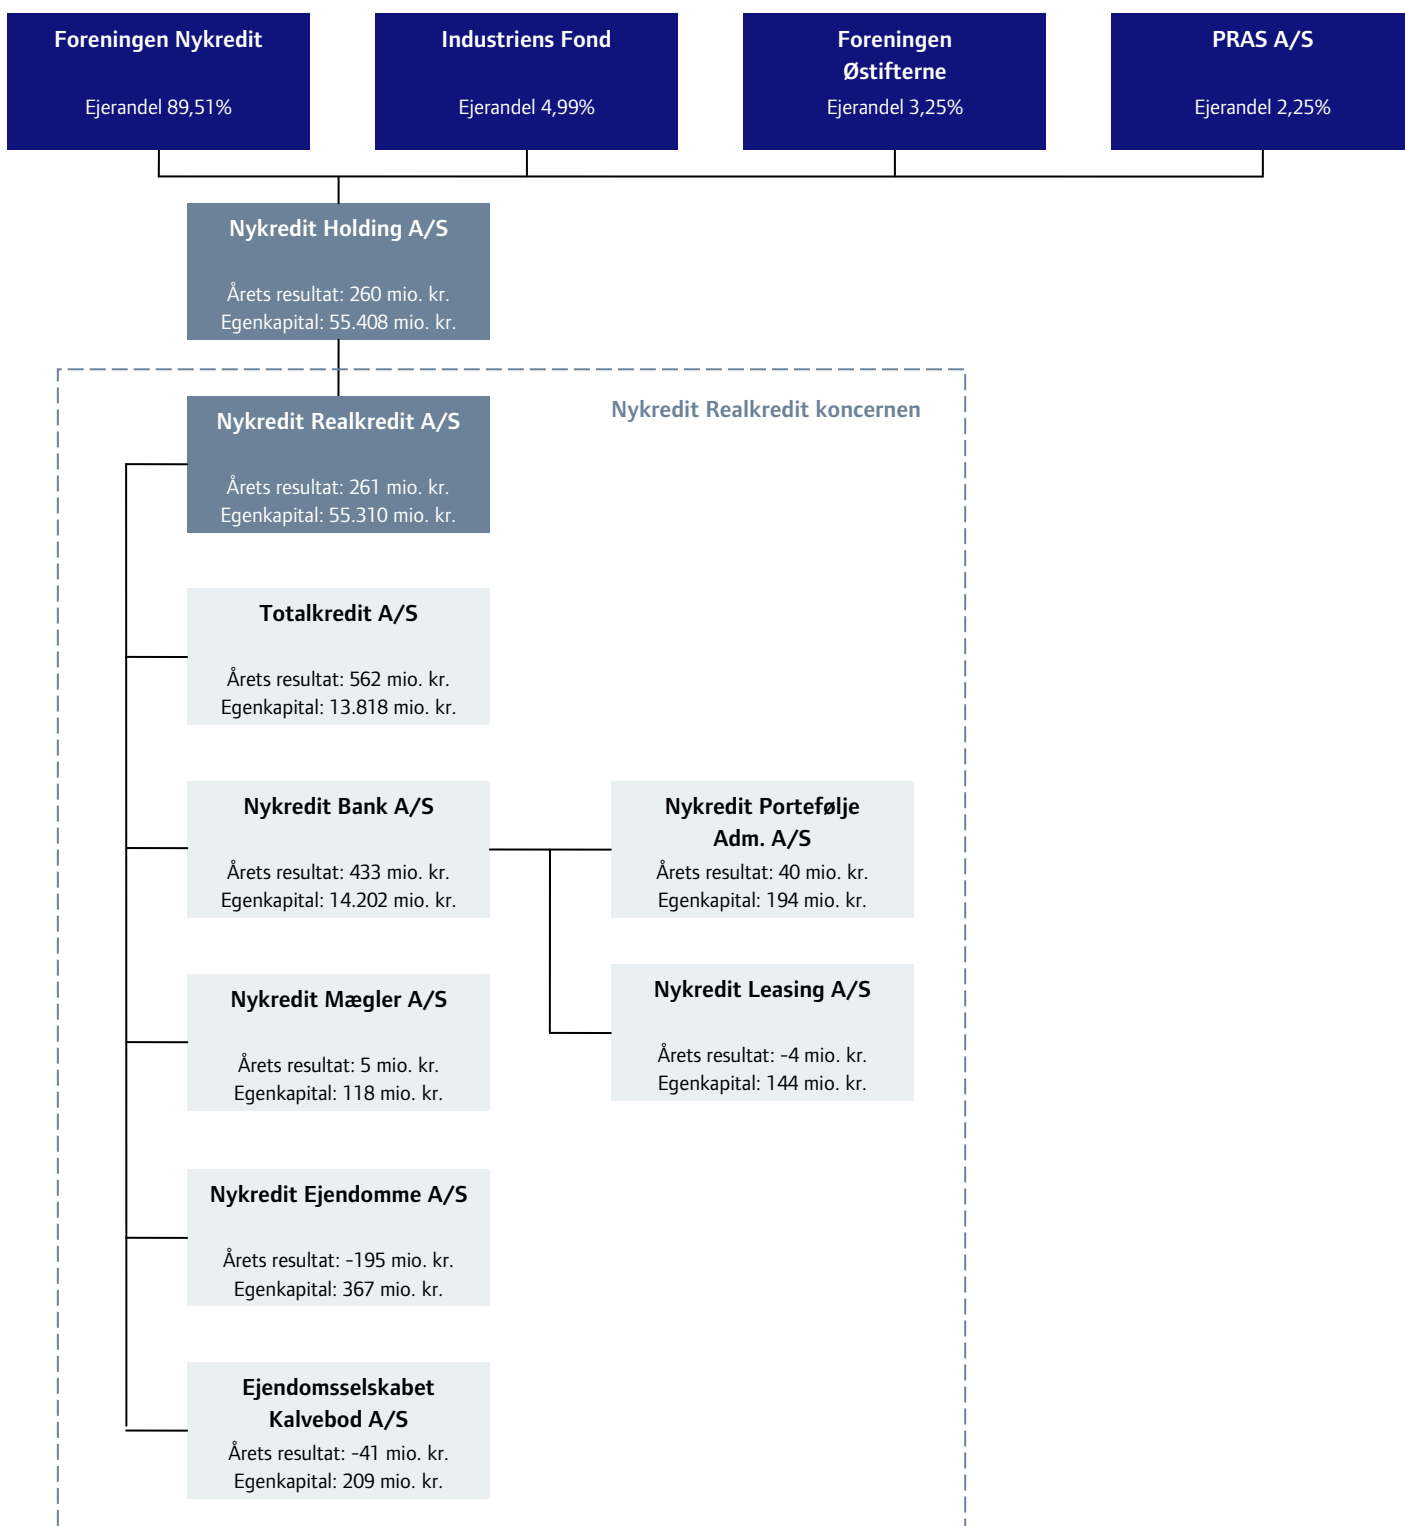 Foreningen Nykredit
Ejerandel 89,51%
Industriens Fond
Ejerandel 4,99%
Foreningen
Østifterne
Ejerandel 3,25%
PRAS A/S
Ejerandel 2,25%
Nykredit Holding A/S
Årets resultat: 260 mio. kr.
Egenkapital: 55.408 mio. kr.
Nykredit Realkredit koncernen
Nykredit Realkredit A/S
Årets resultat: 261 mio. kr.
Egenkapital: 55.310 mio. kr.
Totalkredit A/S
Årets resultat: 562 mio. kr.
Egenkapital: 13.818 mio. kr.
Nykredit Bank A/S
Årets resultat: 433 mio. kr.
Egenkapital: 14.202 mio. kr.
Nykredit Portefølje
Adm. A/S
Årets resultat: 40 mio. kr.
Egenkapital: 194 mio. kr.
Nykredit Mægler A/S
Årets resultat: 5 mio. kr.
Egenkapital: 118 mio. kr.
Nykredit Leasing A/S
Årets resultat: -4 mio. kr.
Egenkapital: 144 mio. kr.
Nykredit Ejendomme A/S
Årets resultat: -195 mio. kr.
Egenkapital: 367 mio. kr.
Ejendomsselskabet
Kalvebod A/S
Årets resultat: -41 mio. kr.
Egenkapital: 209 mio. kr.